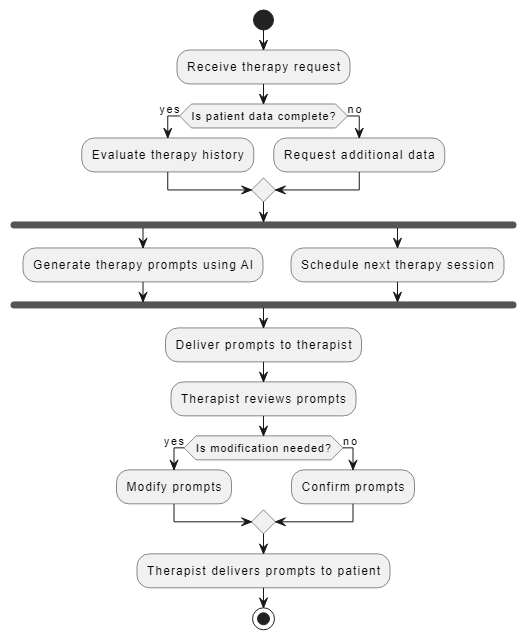 Receive therapy request
yes
Is patient data complete?
no
Evaluate therapy history
Request additional data
Generate therapy prompts using AI
Schedule next therapy session
Deliver prompts to therapist
Therapist reviews prompts
yes
Is modification needed?
no
Modify prompts
Confirm prompts
Therapist delivers prompts to patient